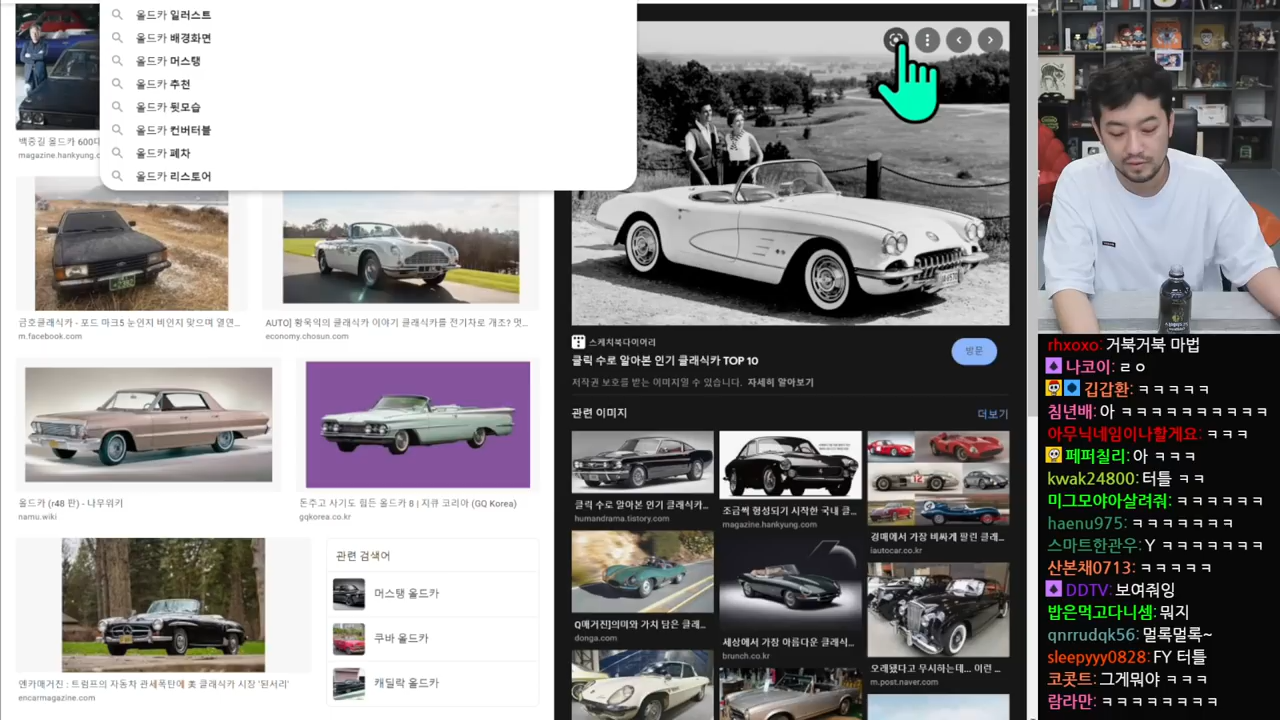 올드카 일러스트
올드카 배경화면
올드카 머스탱
올드카 추천
올드카 뒷모습
올드카 컨버터블
올드카 폐차
올드카 리스토어
백중길 올드카 600대
magazine.hankyung.c
금호클래식카 - 포드 마크5 눈인지 비인지 맞으며 열연...
m.facebook.com
AUTO] 황욱익의 클래식카 이야기 클래식카를 전기차로 개조? 멋...
economy.chosun.com
올드카 (r48 판) - 나무위키
namu.wiki
돈주고 사기도 힘든 올드카 8 | 지큐 코리아 (GQ Korea)
gqkorea.co.kr
엔카매거진 : 트럼프의 자동차 관세폭탄에 美 클래식카 시장 '된서리'
encarmagazine.com
관련 검색어
머스탱 올드카
쿠바 올드카
캐딜락 올드카
스케치북다이어리
클릭 수로 알아본 인기 클래식카 TOP 10
방문
저작권 보호를 받는 이미지일 수 있습니다. 자세히 알아보기
관련 이미지
더보기
클릭 수로 알아본 인기 클래식카...
humandrama.tistory.com
조금씩 형성되기 시작한 국내 클...
magazine.hankyung.com
12
경매에서 가장 비싸게 팔린 클래...
iautocar.co.kr
Q매거진]의미와 가치 담은 클래...
donga.com
세상에서 가장 아름다운 클래식...
brunch.co.kr
오래됐다고 무시하는데... 이런 ...
m.post.naver.com
rhxoxo: 거북거북 마법
나코이: ㄹㅇ
김갑환: ㅋㅋㅋㅋㅋ
침년배: 아 ㅋㅋㅋㅋㅋㅋㅋㅋㅋㅋ
아무닉네임이나할게요: ㅋㅋㅋ
페퍼칠리: 아 ㅋㅋㅋ
kwak24800: 터틀 ㅋㅋ
미그모야아살려줘: ㅋㅋㅋㅋㅋㅋ
haenu975: ㅋㅋㅋㅋㅋㅋㅋ
스마트한관우: Y ㅋㅋㅋㅋㅋㅋㅋ
산본채0713: ㅋㅋㅋㅋㅋ
DDTV: 보여줘잉
밥은먹고다니셈: 뭐지
qnrrudqk56: 멀록멀록~
sleepyyy0828: FY 터틀
코콧트: 그게뭐야 ㅋㅋㅋ
람라만: ㅋㅋㅋㅋㅋㅋㅋㅋ